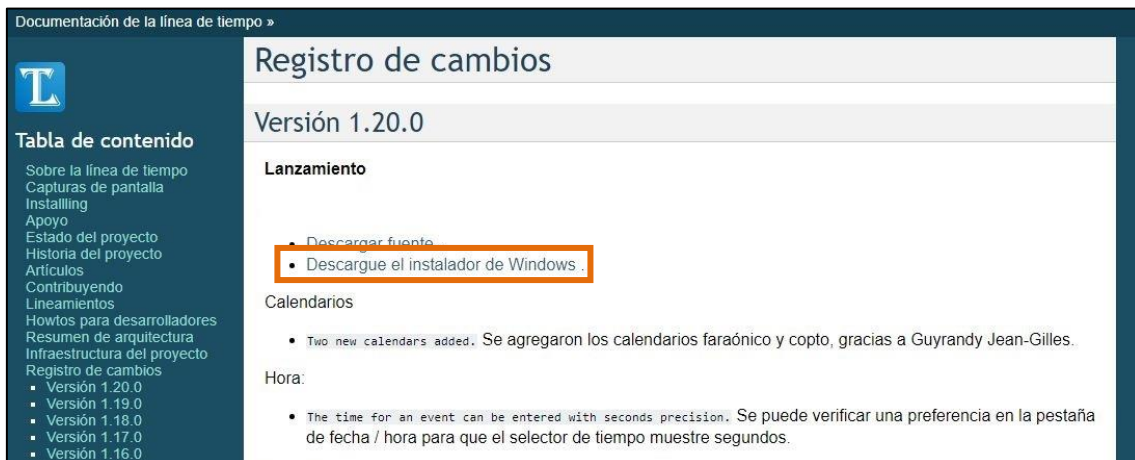 Documentación de la línea de tiempo »
TL
Tabla de contenido
Sobre la línea de tiempo
Capturas de pantalla
Installling
Apoyo
Estado del proyecto
Historia del proyecto
Artículos
Contribuyendo
Lineamientos
Howtos para desarrolladores
Resumen de arquitectura
Infraestructura del proyecto
Registro de cambios
Versión 1.20.0
Versión 1.19.0
Versión 1.18.0
Versión 1.17.0
Versión 1.16.0
Registro de cambios
Versión 1.20.0
Lanzamiento
Descargar fuente
Descargue el instalador de Windows .
Calendarios
Two new calendars added. Se agregaron los calendarios faraónico y copto, gracias a Guyrandy Jean-Gilles.
Hora:
The time for an event can be entered with seconds precision. Se puede verificar una preferencia en la pestaña
de fecha / hora para que el selector de tiempo muestre segundos.